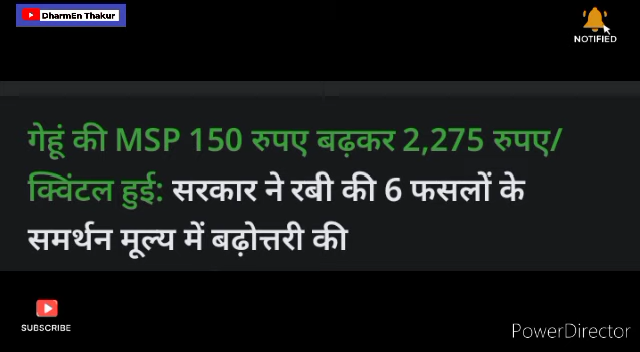 DharmEn Thakur
NOTIFIED
गेहूं की MSP 150 रुपए बढ़कर 2,275 रुपए/
क्विंटल हुई: सरकार ने रबी की 6 फसलों के
समर्थन मूल्य में बढ़ोत्तरी की
SUBSCRIBE
PowerDirector